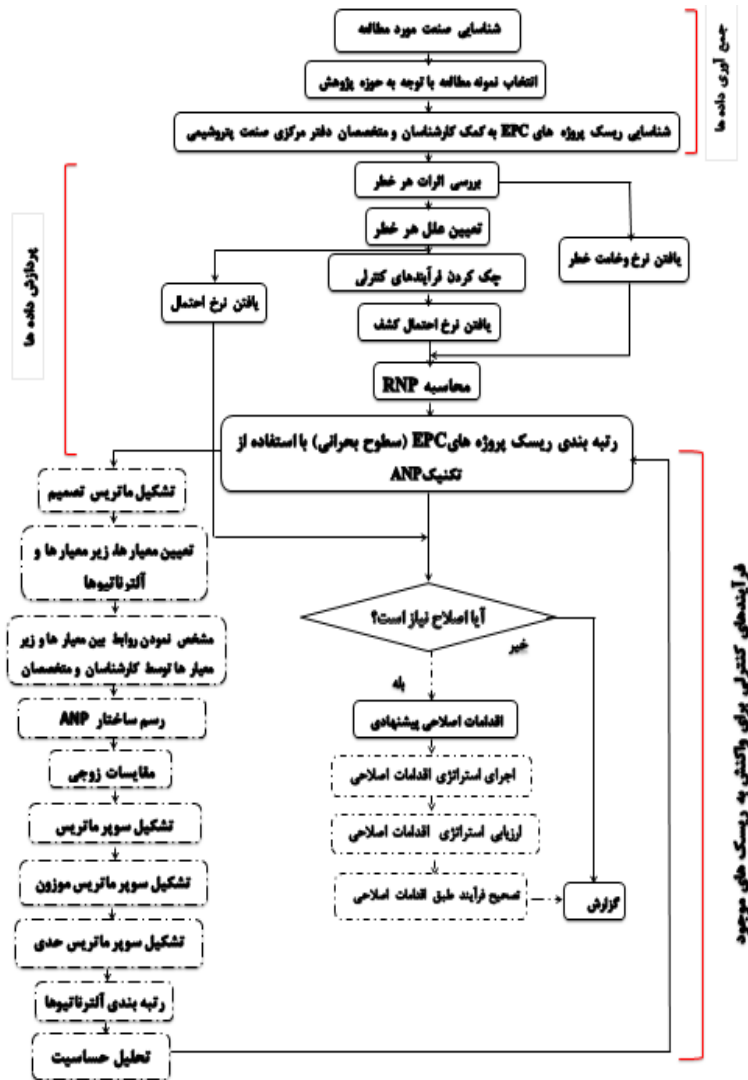 جمع آوری داده ها
شناسایی صنعت مورد مطالعه
انتخاب نمونه مطالعه با توجه به حوزه پژوهش
شناسایی ریسک پروژه های EPC به کمک کارشناسان و متخصصان دفتر مرکزی صنعت پتروشیمی
پردازش داده ها
بررسی اثرات هر خطر
تعیین علل هر خطر
یافتن نرخ وخامت خطر
چک کردن فرآیندهای کنترلی
یافتن نرخ احتمال
یافتن نرخ احتمال کشف
محاسبه RNP
رتبه بندی ریسک پروژه هایEPC (سطوح بحرانی) با استفاده از
تکنیکANP
فرآیندهای کنترلی برای واکنش به ریسک های موجود
تشکیل ماتریس تصمیم
تعیین معیار ها، زیر معیار ها و
آلترناتیوها
مشخص نمودن روابط بین معیار ها و زیر
معیار ها توسط کارشناسان و متخصصان
رسم ساختار ANP
مقایسات زوجی
تشکیل سوپر ماتریس
تشکیل سوپر ماتریس موزون
تشکیل سوپر ماتریس حدی
رتبه بندی آلترناتیوها
تحلیل حساسیت
آیا اصلاح نیاز است؟
خیر
بله
اقدامات اصلاحی پیشنهادی
اجرای استراتژی اقدامات اصلاحی
ارزیابی استراتژی اقدامات اصلاحی
تصحیح فرآیند طبق اقدامات اصلاحی
گزارش